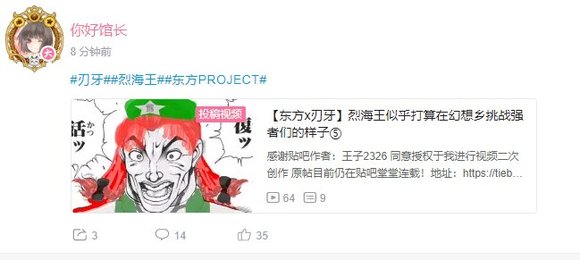 你好馆长
8 分钟前
#刃牙##烈海王##东方PROJECT#
投稿视频
復ッ
活ッ
かつ
【东方x刃牙】烈海王似乎打算在幻想乡挑战强
者们的样子⑤
感谢贴吧作者：王子2326 同意授权于我进行视频二次
创作 原帖目前仍在贴吧堂堂连载！地址：https://tieb...
64
9
3
14
35